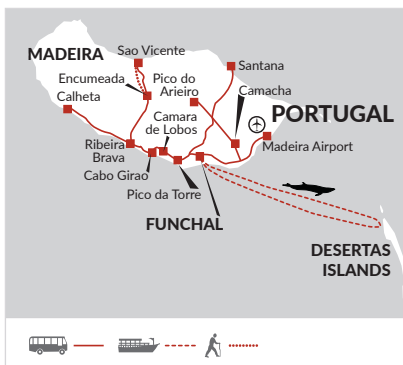 MADEIRA
Sao Vicente
Encumeada
Calheta
Pico do
Arieiro
Santana
Camacha
Camara
de Lobos
PORTUGAL
Madeira Airport
Ribeira
Brava
Cabo Girao
Pico da Torre
FUNCHAL
DESERTAS
ISLANDS